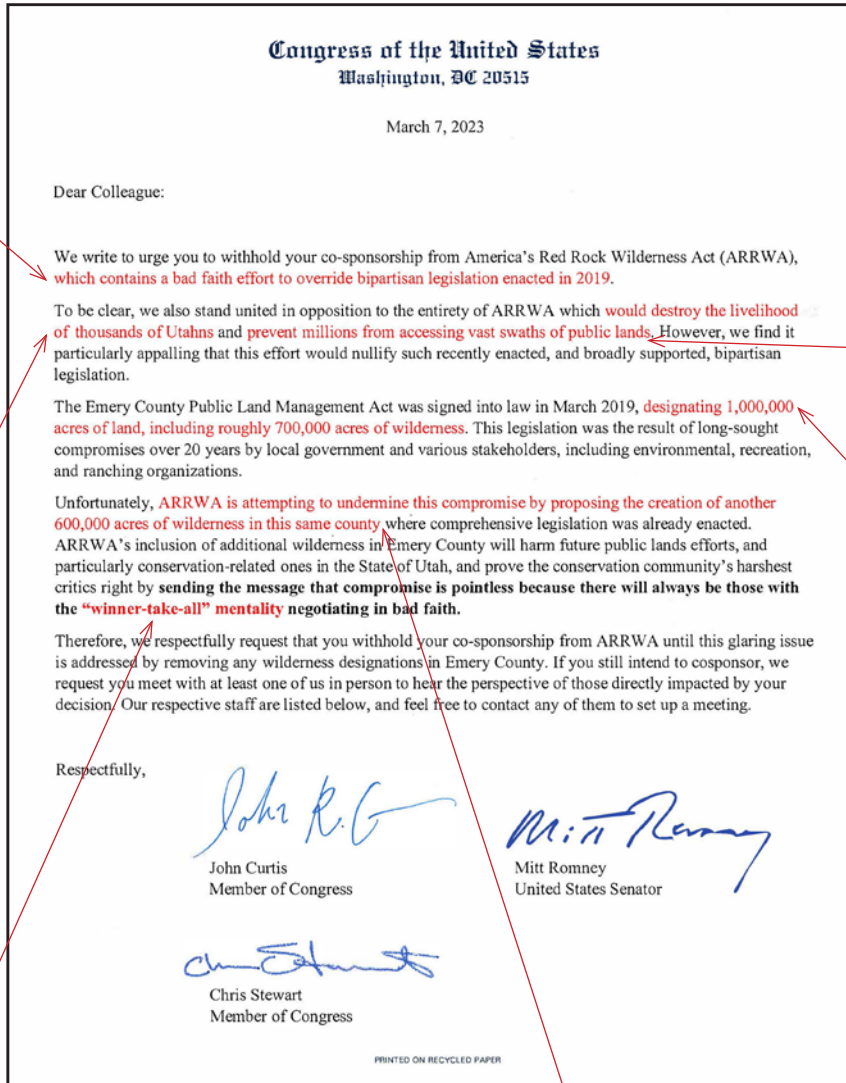 Congress of the United States
Washington, DC 20515
March 7, 2023
Dear Colleague:
We write to urge you to withhold your co-sponsorship from America's Red Rock Wilderness Act (ARRWA),
which contains a bad faith effort to override bipartisan legislation enacted in 2019.
To be clear, we also stand united in opposition to the entirety of ARRWA which would destroy the livelihood
of thousands of Utahns and prevent millions from accessing vast swaths of public lands. However, we find it
particularly appalling that this effort would nullify such recently enacted, and broadly supported, bipartisan
legislation.
The Emery County Public Land Management Act was signed into law in March 2019, designating 1,000,000
acres of land, including roughly 700,000 acres of wilderness. This legislation was the result of long-sought
compromises over 20 years by local government and various stakeholders, including environmental, recreation,
and ranching organizations.
Unfortunately, ARRWA is attempting to undermine this compromise by proposing the creation of another
600,000 acres of wilderness in this same county where comprehensive legislation was already enacted.
ARRWA's inclusion of additional wilderness in Emery County will harm future public lands efforts, and
particularly conservation-related ones in the State of Utah, and prove the conservation community's harshest
critics right by sending the message that compromise is pointless because there will always be those with
the "winner-take-all" mentality negotiating in bad faith.
Therefore, we respectfully request that you withhold your co-sponsorship from ARRWA until this glaring issue
is addressed by removing any wilderness designations in Emery County. If you still intend to cosponsor, we
request you meet with at least one of us in person to hear the perspective of those directly impacted by your
decision. Our respective staff are listed below, and feel free to contact any of them to set up a meeting.
Respectfully,
John R. C
Mitt Romney
John Curtis
Member of Congress
Mitt Romney
United States Senator
Chris Stewart
Chris Stewart
Member of Congress
PRINTED ON RECYCLED PAPER